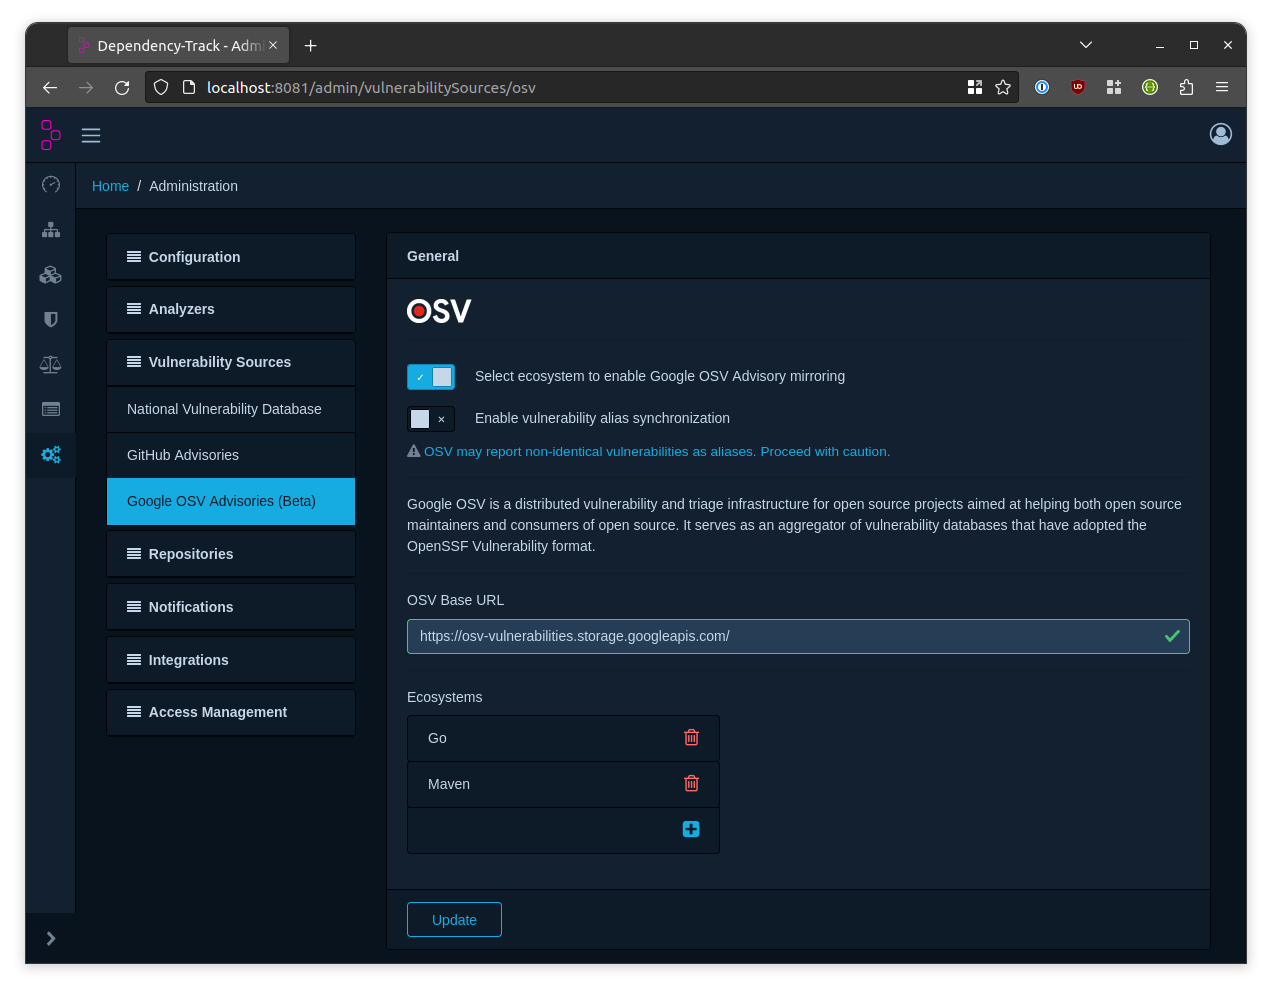 Dependency-Track - Admi
localhost:8081/admin/vulnerabilitySources/osv
Home / Administration
Configuration
Analyzers
Vulnerability Sources
National Vulnerability Database
GitHub Advisories
Google OSV Advisories (Beta)
Repositories
Notifications
Integrations
Access Management
General
OSV
Select ecosystem to enable Google OSV Advisory mirroring
Enable vulnerability alias synchronization
OSV may report non-identical vulnerabilities as aliases. Proceed with caution.
Google OSV is a distributed vulnerability and triage infrastructure for open source projects aimed at helping both open source
maintainers and consumers of open source. It serves as an aggregator of vulnerability databases that have adopted the
OpenSSF Vulnerability format.
OSV Base URL
https://osv-vulnerabilities.storage.googleapis.com/
Ecosystems
Go
Maven
Update